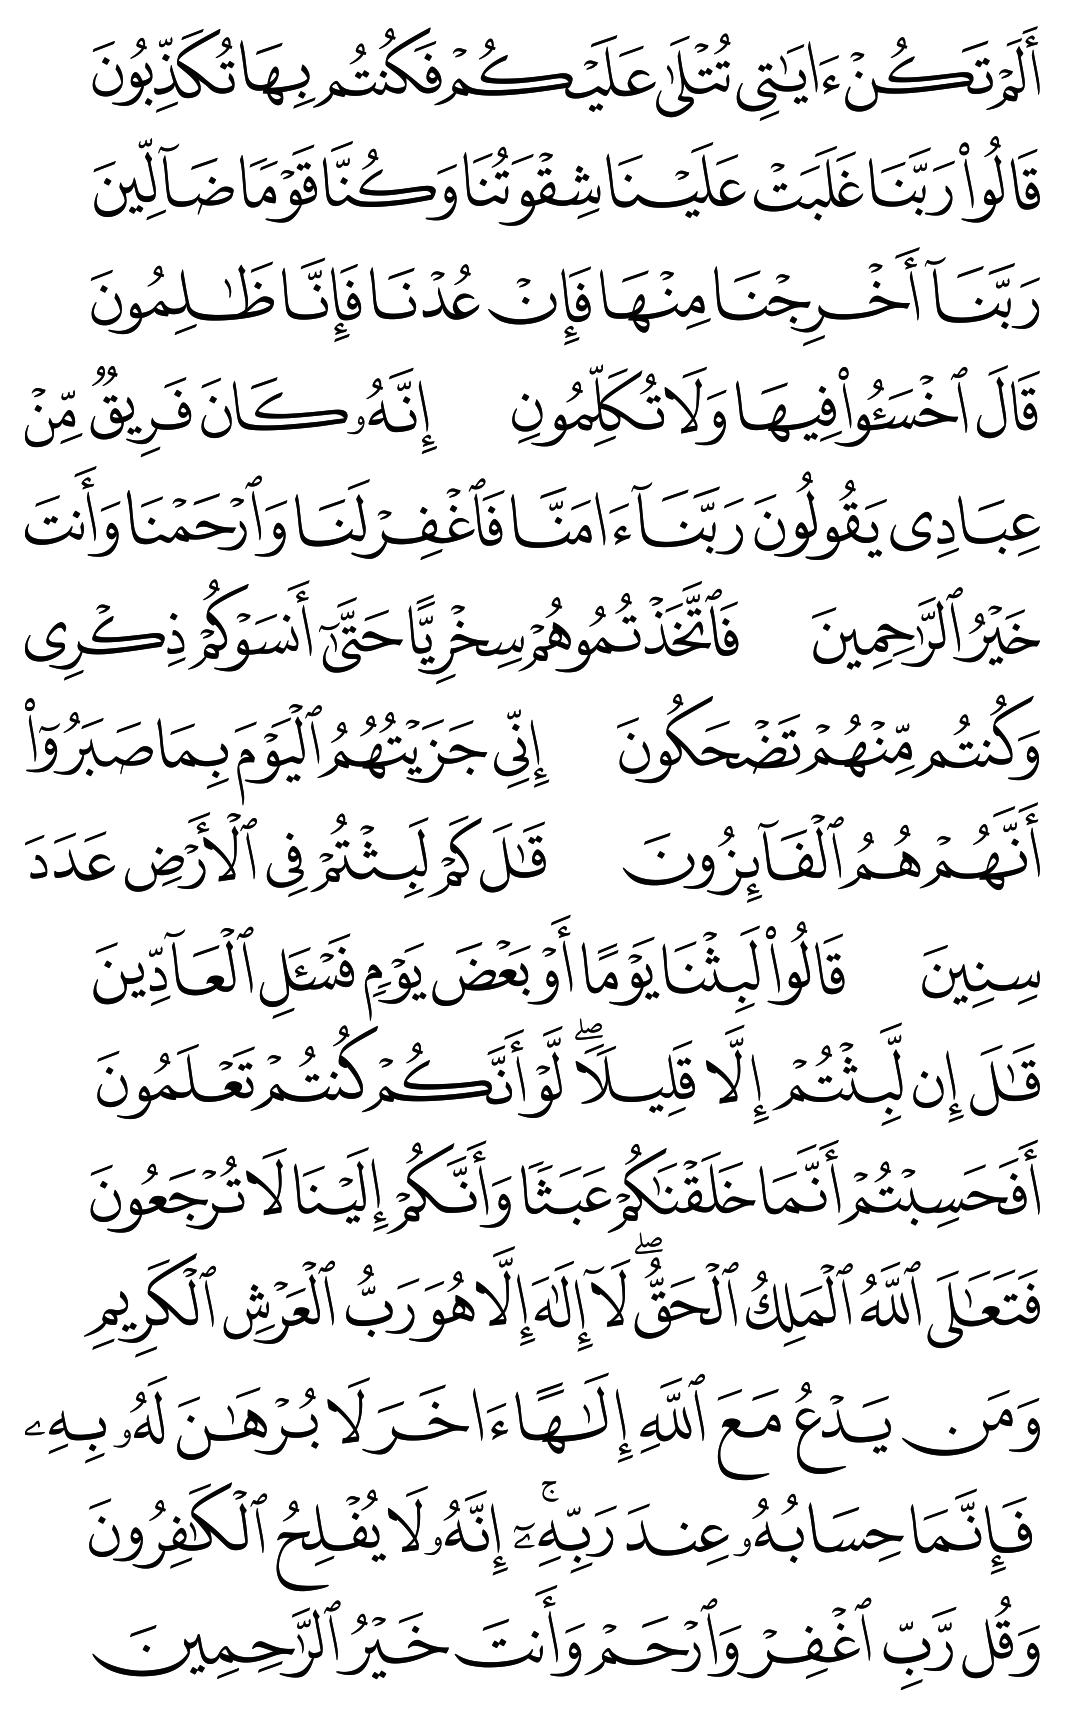 أَلَمۡ تَكُنۡ ءَايَٰتِي تُتۡلَىٰ عَلَيۡكُمۡ فَكُنتُم بِهَا تُكَذِّبُونَ
قَالُواْ رَبَّنَا غَلَبَتۡ عَلَيۡنَا شِقۡوَتُنَا وَكُنَّا قَوۡمٗا ضَآلِّينَ
رَبَّنَآ أَخۡرِجۡنَا مِنۡهَا فَإِنۡ عُدۡنَا فَإِنَّا ظَٰلِمُونَ
قَالَ ٱخۡسَـُٔواْ فِيهَا وَلَا تُكَلِّمُونِ إِنَّهُۥ كَانَ فَرِيقٞ مِّنۡ
عِبَادِي يَقُولُونَ رَبَّنَآ ءَامَنَّا فَٱغۡفِرۡ لَنَا وَٱرۡحَمۡنَا وَأَنتَ
خَيۡرُ ٱلرَّٰحِمِينَ فَٱتَّخَذۡتُمُوهُمۡ سِخۡرِيًّا حَتَّىٰٓ أَنسَوۡكُمۡ ذِكۡرِي
وَكُنتُم مِّنۡهُمۡ تَضۡحَكُونَ إِنِّي جَزَيۡتُهُمُ ٱلۡيَوۡمَ بِمَا صَبَرُوٓاْ
أَنَّهُمۡ هُمُ ٱلۡفَآئِزُونَ قَٰلَ كَمۡ لَبِثۡتُمۡ فِي ٱلۡأَرۡضِ عَدَدَ
سِنِينَ قَالُواْ لَبِثۡنَا يَوۡمًا أَوۡ بَعۡضَ يَوۡمٖ فَسۡـَٔلِ ٱلۡعَآدِّينَ
قَٰلَ إِن لَّبِثۡتُمۡ إِلَّا قَلِيلٗاۖ لَّوۡ أَنَّكُمۡ كُنتُمۡ تَعۡلَمُونَ
أَفَحَسِبۡتُمۡ أَنَّمَا خَلَقۡنَٰكُمۡ عَبَثٗا وَأَنَّكُمۡ إِلَيۡنَا لَا تُرۡجَعُونَ
فَتَعَٰلَى ٱللَّهُ ٱلۡمَلِكُ ٱلۡحَقُّۖ لَآ إِلَٰهَ إِلَّا هُوَ رَبُّ ٱلۡعَرۡشِ ٱلۡكَرِيمِ
وَمَن يَدۡعُ مَعَ ٱللَّهِ إِلَٰهًا ءَاخَرَ لَا بُرۡهَٰنَ لَهُۥ بِهِۦ
فَإِنَّمَا حِسَابُهُۥ عِندَ رَبِّهِۦٓۚ إِنَّهُۥ لَا يُفۡلِحُ ٱلۡكَٰفِرُونَ
وَقُل رَّبِّ ٱغۡفِرۡ وَٱرۡحَمۡ وَأَنتَ خَيۡرُ ٱلرَّٰحِمِينَ